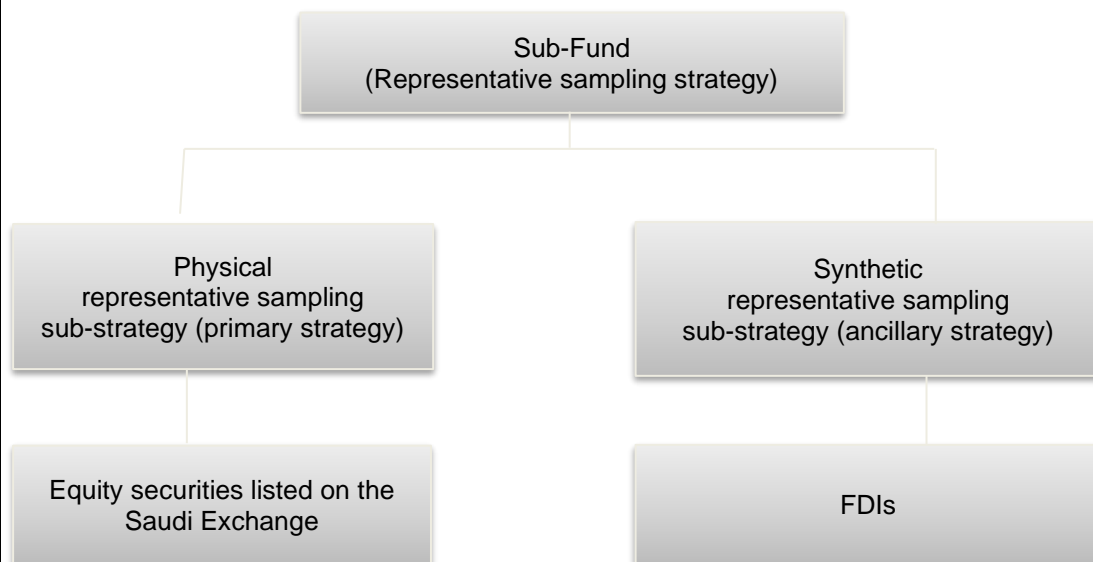 Sub-Fund
(Representative sampling strategy)
Physical
representative sampling
sub-strategy (primary strategy)
Synthetic
representative sampling
sub-strategy (ancillary strategy)
Equity securities listed on the
Saudi Exchange
FDIs